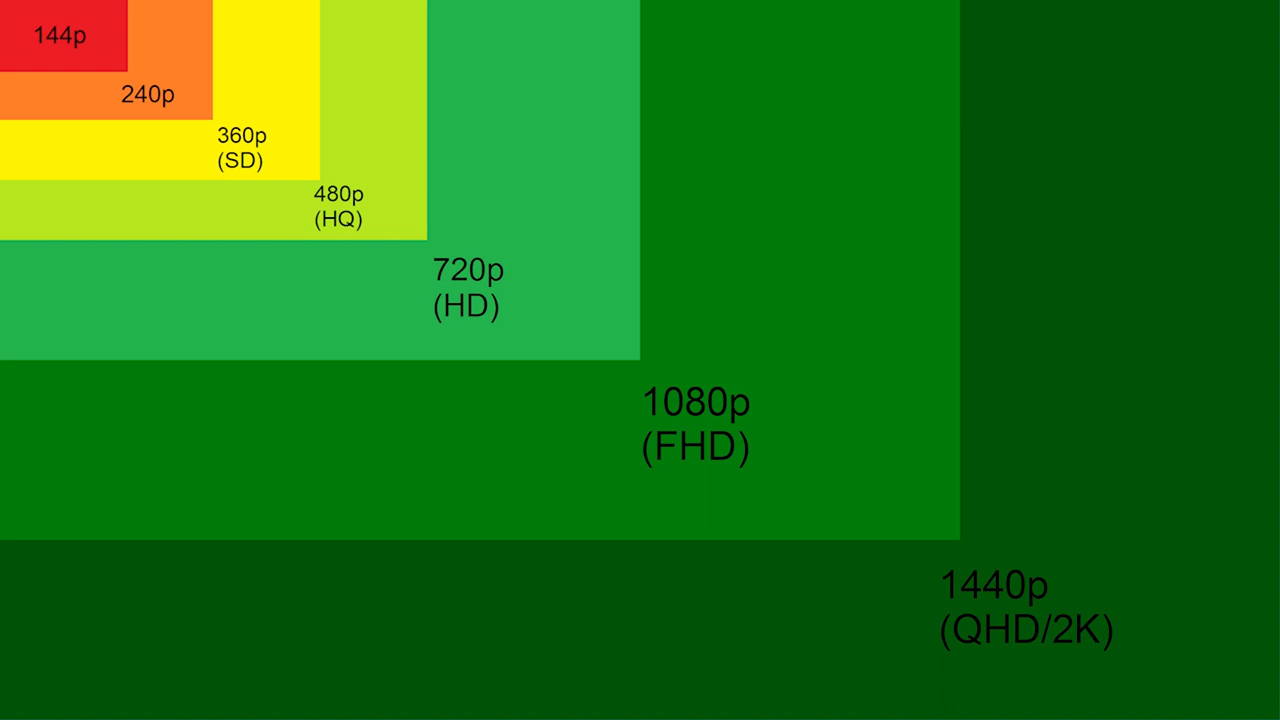 144p
240p
360p
(SD)
480p
(HQ)
720p
(HD)
1080p
(FHD)
1440p
(QHD/2K)